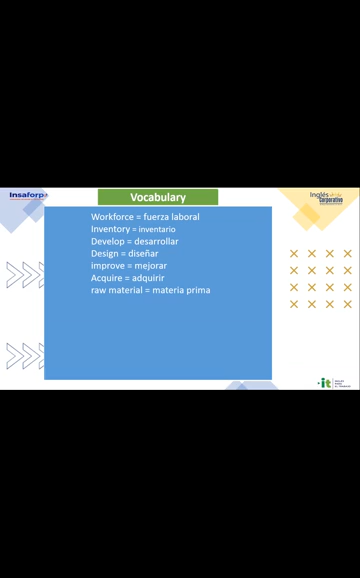 Insaforp
Vocabulary
Inglés
Corporativo
Workforce = fuerza laboral
Inventory = inventario
Develop = desarrollar
Design = diseñar
improve = mejorar
Acquire = adquirir
raw material = materia prima
it